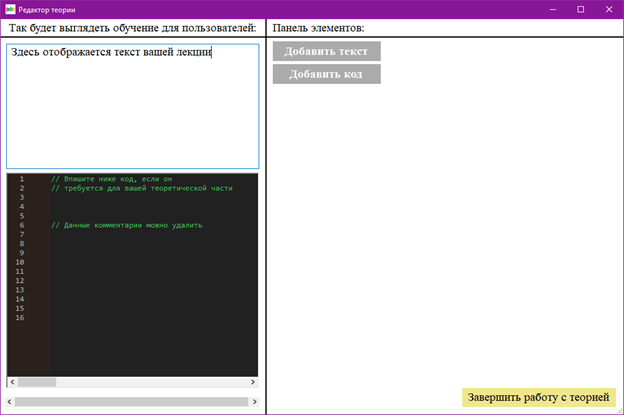 Редактор теории
Так будет выглядеть обучение для пользователей:
Панель элементов:
Здесь отображается текст вашей лекции
Добавить текст
Добавить код
1 // Впишите ниже код, если он
2 // требуется для вашей теоретической части
3
4
5
6 // Данные комментарии можно удалить
7
8
9
10
11
12
13
14
15
16
Завершить работу с теорией